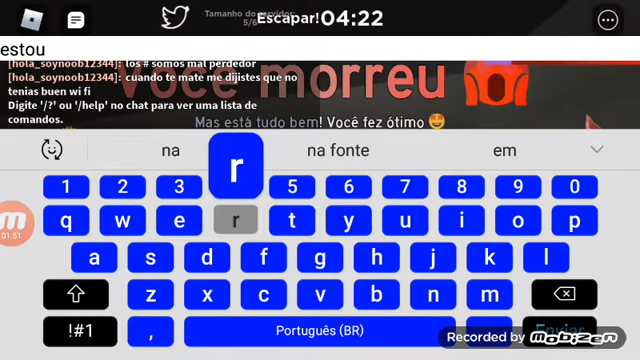 Tamanho do servidor:
5/6
Escapar! 04:22
estou
[hola_soynoob12344]: los # somos mal perdedor
[hola_soynoob12344]: cuando te mate me dijistes que no
tenias buen wi fi
Digite '/?' ou '/help' no chat para ver uma lista de
comandos.
Você morreu
Mas está tudo bem! Você fez ótimo
na
na fonte
em
r
1 2 3 5 6 7 8 9 0
q w e r t y u i o p
a s d f g h j k l
z x c v b n m
!#1 , Português (BR) . Enviar
01:51
Recorded by mobizen